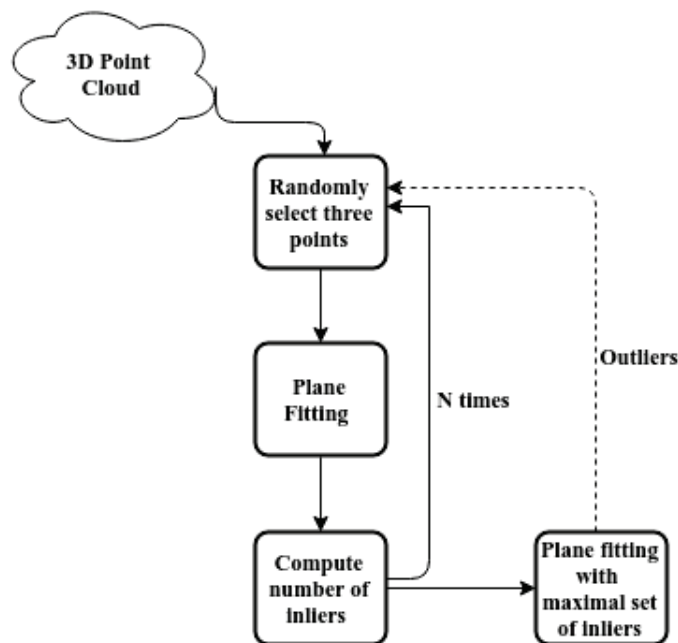 3D Point
Cloud
Randomly
select three
points
Plane
Fitting
N times
Outliers
Compute
number of
inliers
Plane fitting
with
maximal set
of inliers